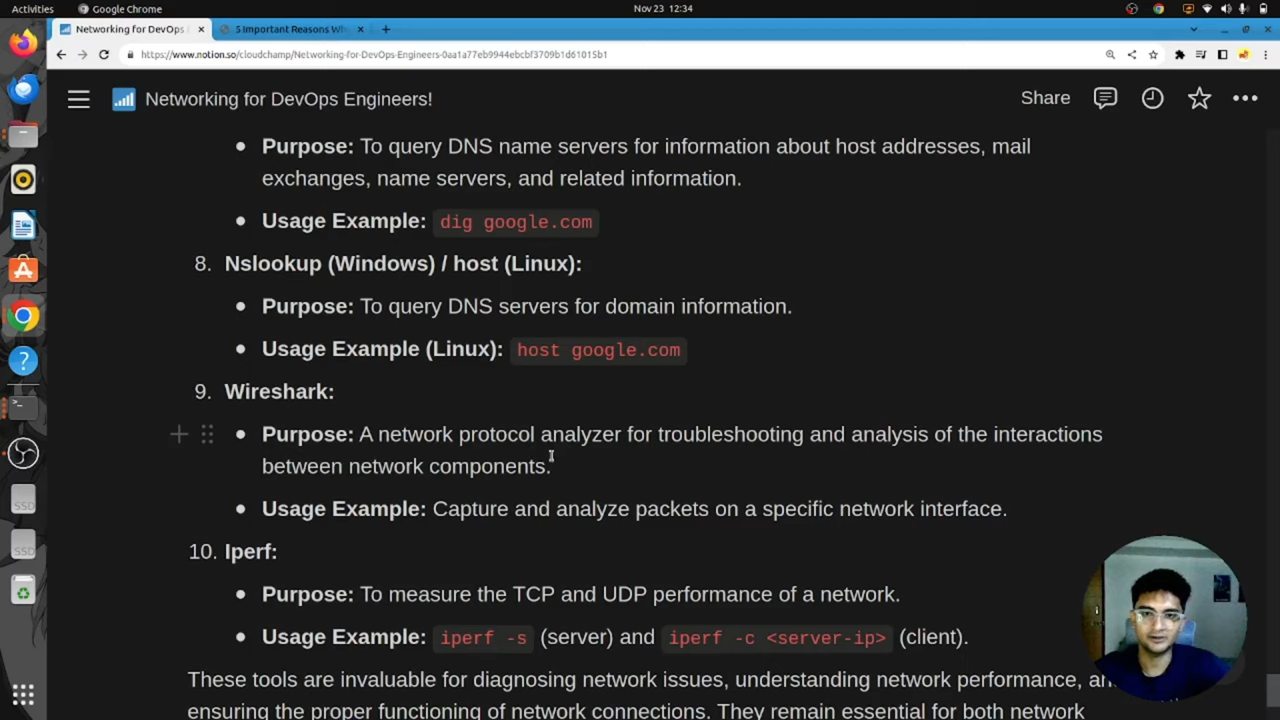 Activities
Google Chrome
Nov 23 12:34
Networking for DevOps
5 Important Reasons Wh
https://www.notion.so/cloudchamp/Networking-for-DevOps-Engineers-0aa1a77eb9944ebcbf3709b1d61015b1
Networking for DevOps Engineers!
Share
Purpose: To query DNS name servers for information about host addresses, mail
exchanges, name servers, and related information.
Usage Example: dig google.com
8. Nslookup (Windows) / host (Linux):
Purpose: To query DNS servers for domain information.
Usage Example (Linux): host google.com
9. Wireshark:
Purpose: A network protocol analyzer for troubleshooting and analysis of the interactions
between network components.
Usage Example: Capture and analyze packets on a specific network interface.
10. Iperf:
Purpose: To measure the TCP and UDP performance of a network.
Usage Example: iperf -s (server) and iperf -c <server-ip> (client).
These tools are invaluable for diagnosing network issues, understanding network performance,
ensuring the proper functioning of network connections. They remain essential for both network
SSD
SSD